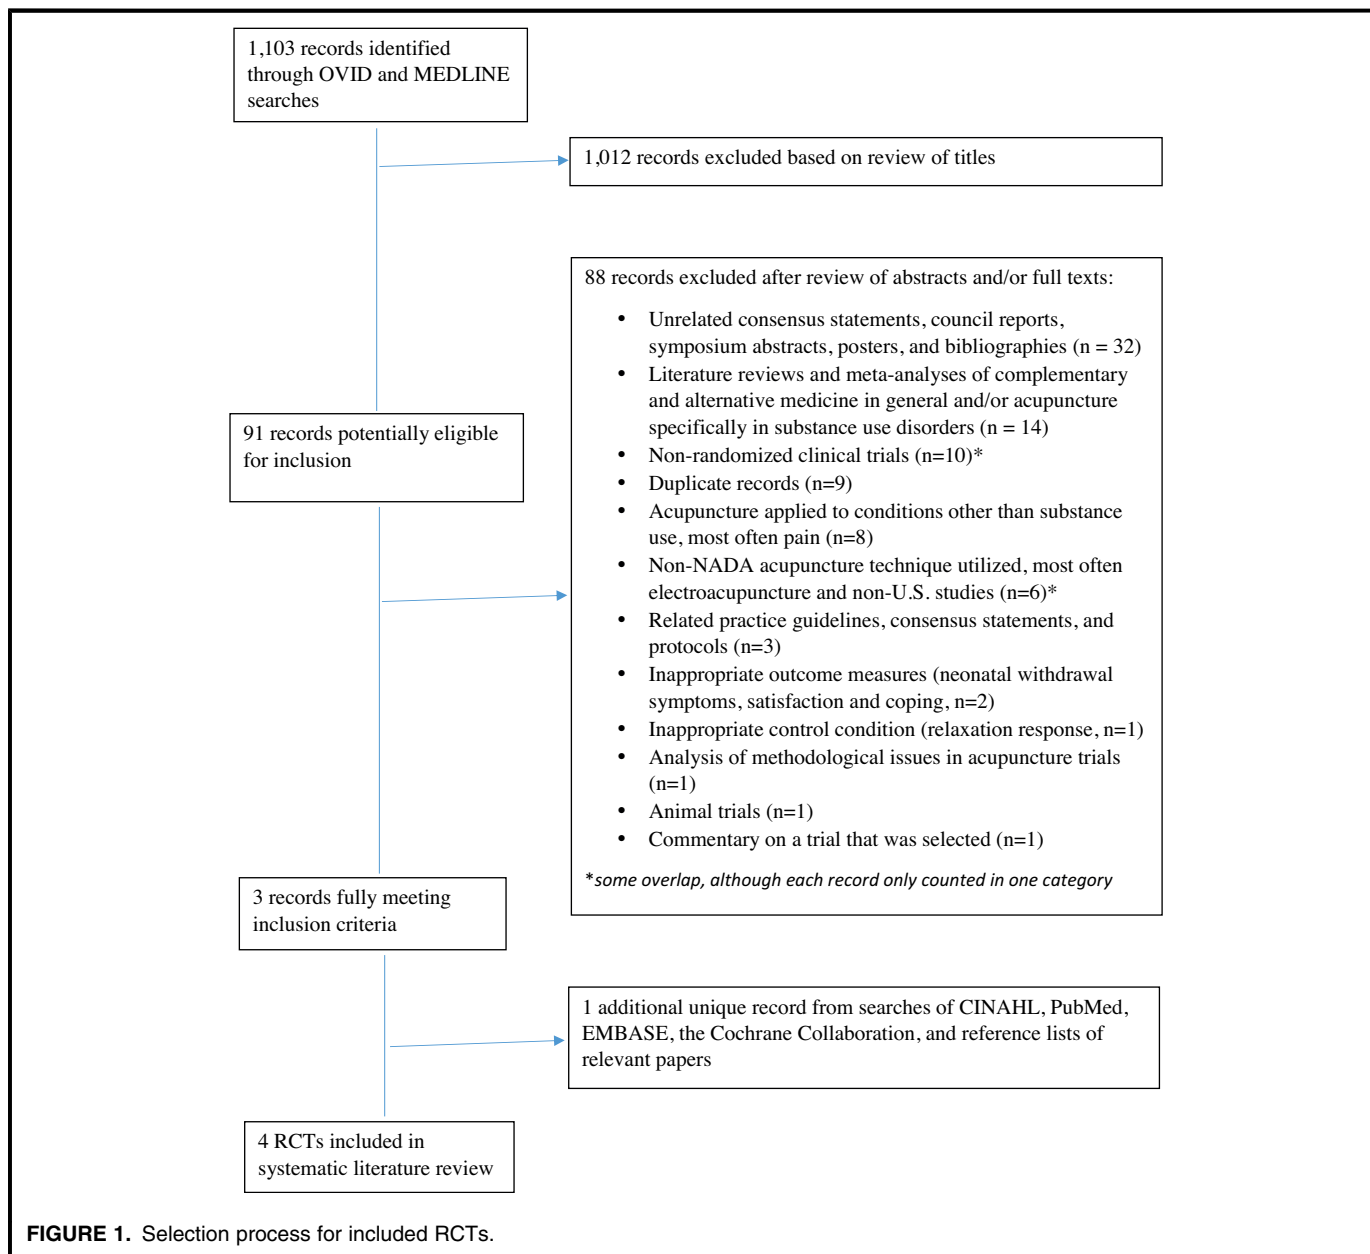 1,103 records identified
through OVID and MEDLINE
searches
1,012 records excluded based on review of titles
91 records potentially eligible
for inclusion
88 records excluded after review of abstracts and/or full texts:
• Unrelated consensus statements, council reports,
symposium abstracts, posters, and bibliographies (n = 32)
• Literature reviews and meta-analyses of complementary
and alternative medicine in general and/or acupuncture
specifically in substance use disorders (n = 14)
• Non-randomized clinical trials (n=10)*
• Duplicate records (n=9)
• Acupuncture applied to conditions other than substance
use, most often pain (n=8)
• Non-NADA acupuncture technique utilized, most often
electroacupuncture and non-U.S. studies (n=6)*
• Related practice guidelines, consensus statements, and
protocols (n=3)
• Inappropriate outcome measures (neonatal withdrawal
symptoms, satisfaction and coping, n=2)
• Inappropriate control condition (relaxation response, n=1)
• Analysis of methodological issues in acupuncture trials
(n=1)
• Animal trials (n=1)
• Commentary on a trial that was selected (n=1)
*some overlap, although each record only counted in one category
3 records fully meeting
inclusion criteria
1 additional unique record from searches of CINAHL, PubMed,
EMBASE, the Cochrane Collaboration, and reference lists of
relevant papers
4 RCTs included in
systematic literature review
FIGURE 1. Selection process for included RCTs.